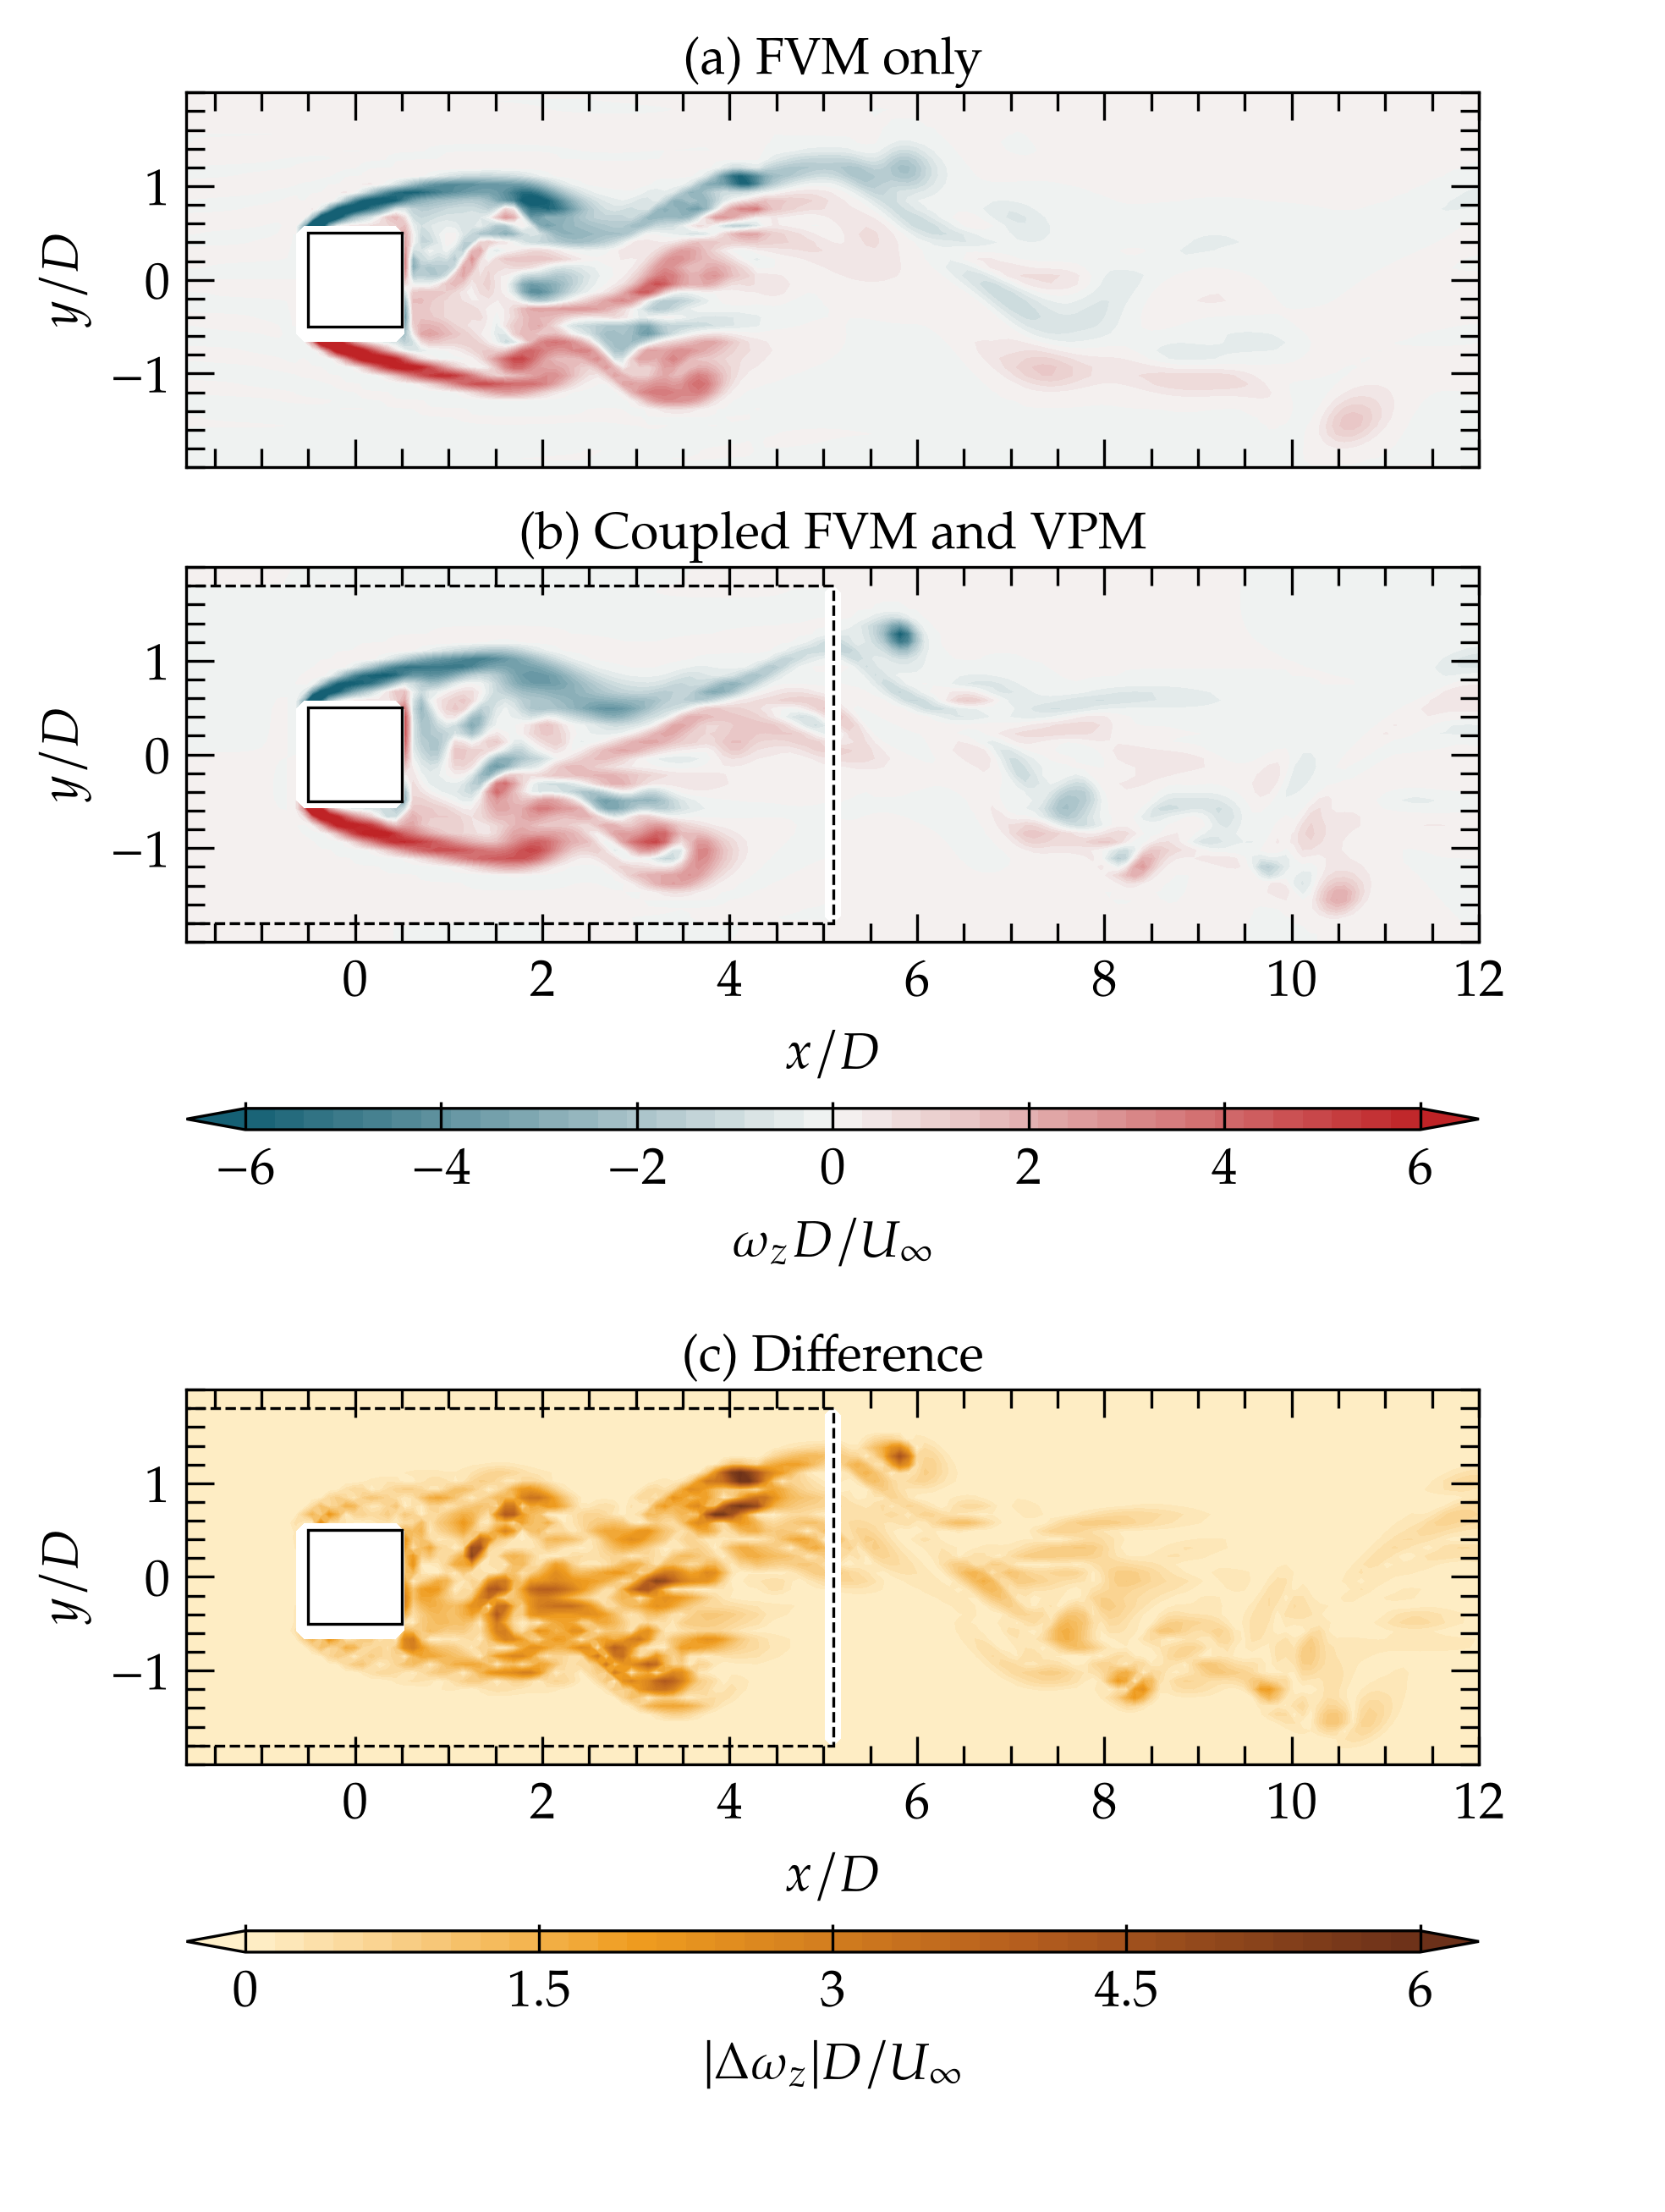 (a) FVM only
1
0
−1
y/D
(b) Coupled FVM and VPM
1
0
−1
y/D
0 2 4 6 8 10 12
x/D
−6 −4 −2 0 2 4 6
ω_z D/U_∞
(c) Difference
1
0
−1
y/D
0 2 4 6 8 10 12
x/D
0 1.5 3 4.5 6
|Δω_z|D/U_∞